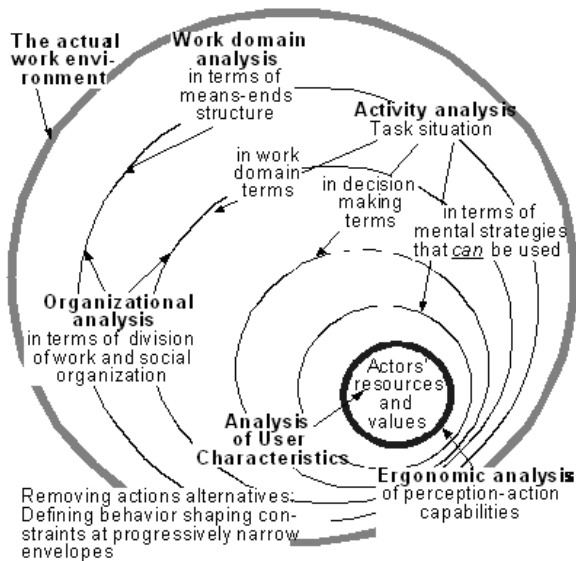 The actual
work envi-
ronment
Work domain
analysis
in terms of
means-ends
structure
Activity analysis
Task situation
in work
domain
terms
in decision
making
terms
in terms of
mental strategies
that can be used
Organizational
analysis
in terms of division
of work and social
organization
Actors'
resources
and
values
Analysis
of User
Characteristics
Ergonomic analysis
of perception-action
capabilities
Removing actions alternatives:
Defining behavior shaping con-
straints at progressively narrow
envelopes